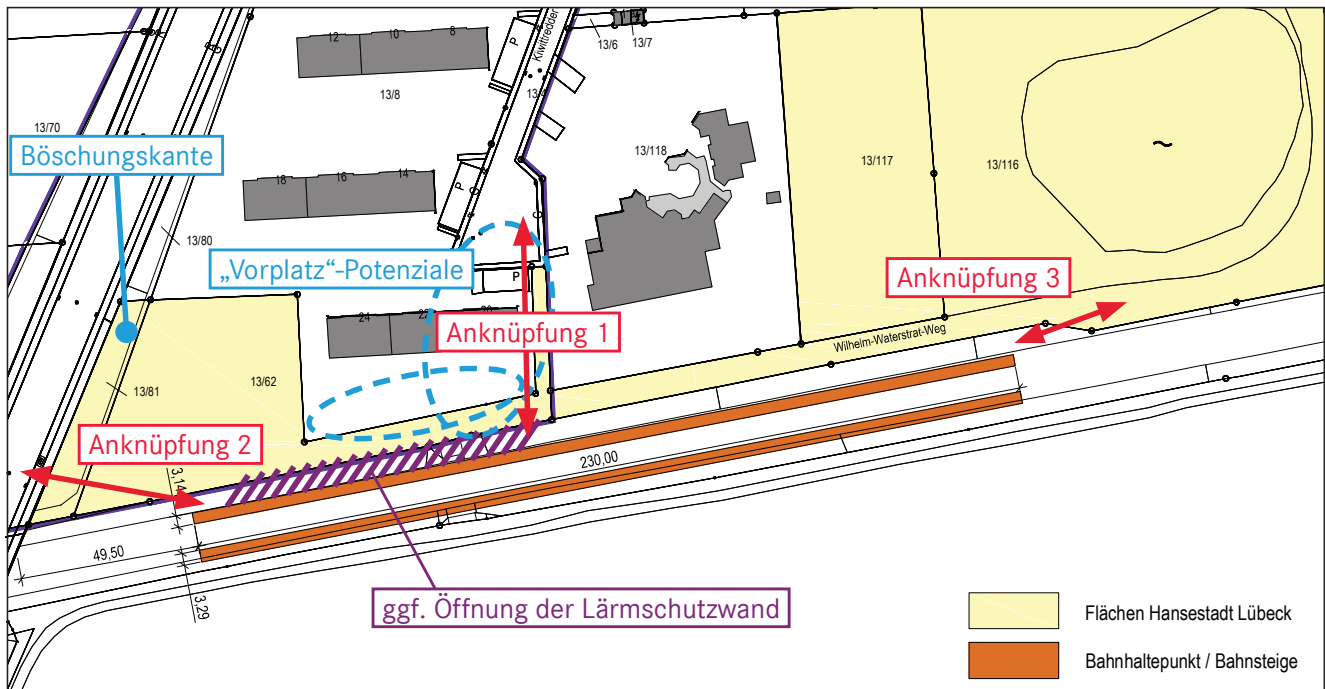 12
10
8
P
Kiwittredder
13/6
13/7
13/8
13/4
13/70
Böschungskante
13/118
13/117
13/116
18
16
14
P
13/80
„Vorplatz“-Potenziale
P
Anknüpfung 3
24
22
20
Anknüpfung 1
Wilhelm-Waterstrat-Weg
13/81
13/62
Anknüpfung 2
3,14
230,00
49,50
3,29
ggf. Öffnung der Lärmschutzwand
Flächen Hansestadt Lübeck
Bahnhaltepunkt / Bahnsteige